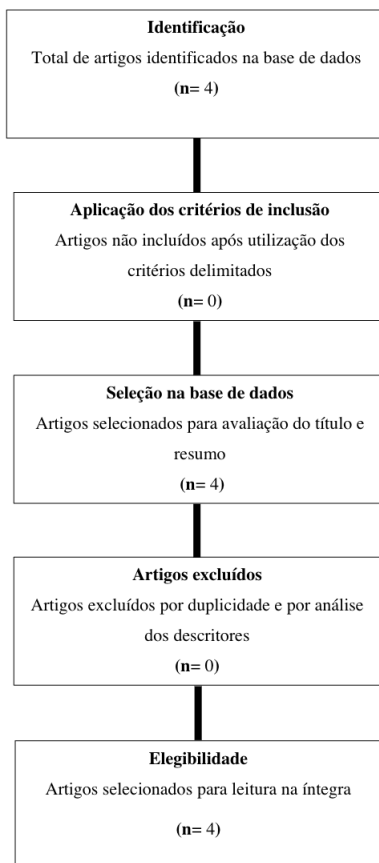 Identificação
Total de artigos identificados na base de dados
(n= 4)
Aplicação dos critérios de inclusão
Artigos não incluídos após utilização dos
critérios delimitados
(n= 0)
Seleção na base de dados
Artigos selecionados para avaliação do título e
resumo
(n= 4)
Artigos excluídos
Artigos excluídos por duplicidade e por análise
dos descritores
(n= 0)
Elegibilidade
Artigos selecionados para leitura na íntegra
(n= 4)